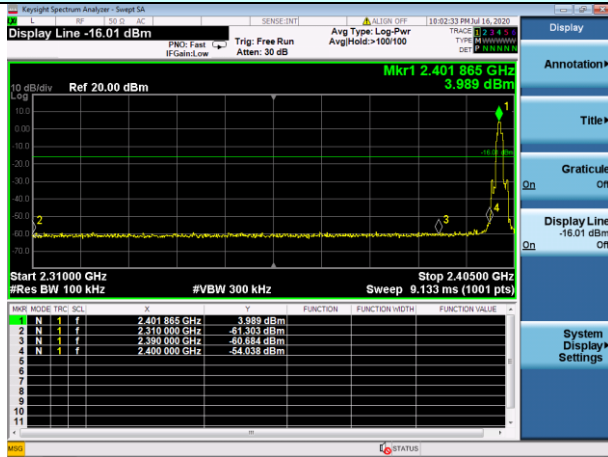 Keysight Spectrum Analyzer - Swept SA
L RF 50 Ω AC SENSE:INT ALIGN OFF 10:02:33 PM Jul 16, 2020
Display Line -16.01 dBm
PNO: Fast Trig: Free Run Avg Type: Log-Pwr TRACE 1 2 3 4 5 6
IFGain:Low Atten: 30 dB Avg|Hold:>100/100 TYPE M WWWWW
DET P N N N N N
Mkr1 2.401 865 GHz
3.989 dBm
10 dB/div Ref 20.00 dBm
Log
10.0
0.00
-10.0
-20.0
-30.0
-40.0
-50.0
-60.0
-70.0
-16.01 dBm
1
2
3
4
Start 2.31000 GHz Stop 2.40500 GHz
#Res BW 100 kHz #VBW 300 kHz Sweep 9.133 ms (1001 pts)
MKR MODE TRC SCL X Y FUNCTION FUNCTION WIDTH FUNCTION VALUE
1 N 1 f 2.401 865 GHz 3.989 dBm
2 N 1 f 2.310 000 GHz -61.303 dBm
3 N 1 f 2.390 000 GHz -60.684 dBm
4 N 1 f 2.400 000 GHz -54.038 dBm
5
6
7
8
9
10
11
MSG STATUS
Display
Annotation
Title
Graticule
On Off
Display Line
-16.01 dBm
On Off
System
Display
Settings